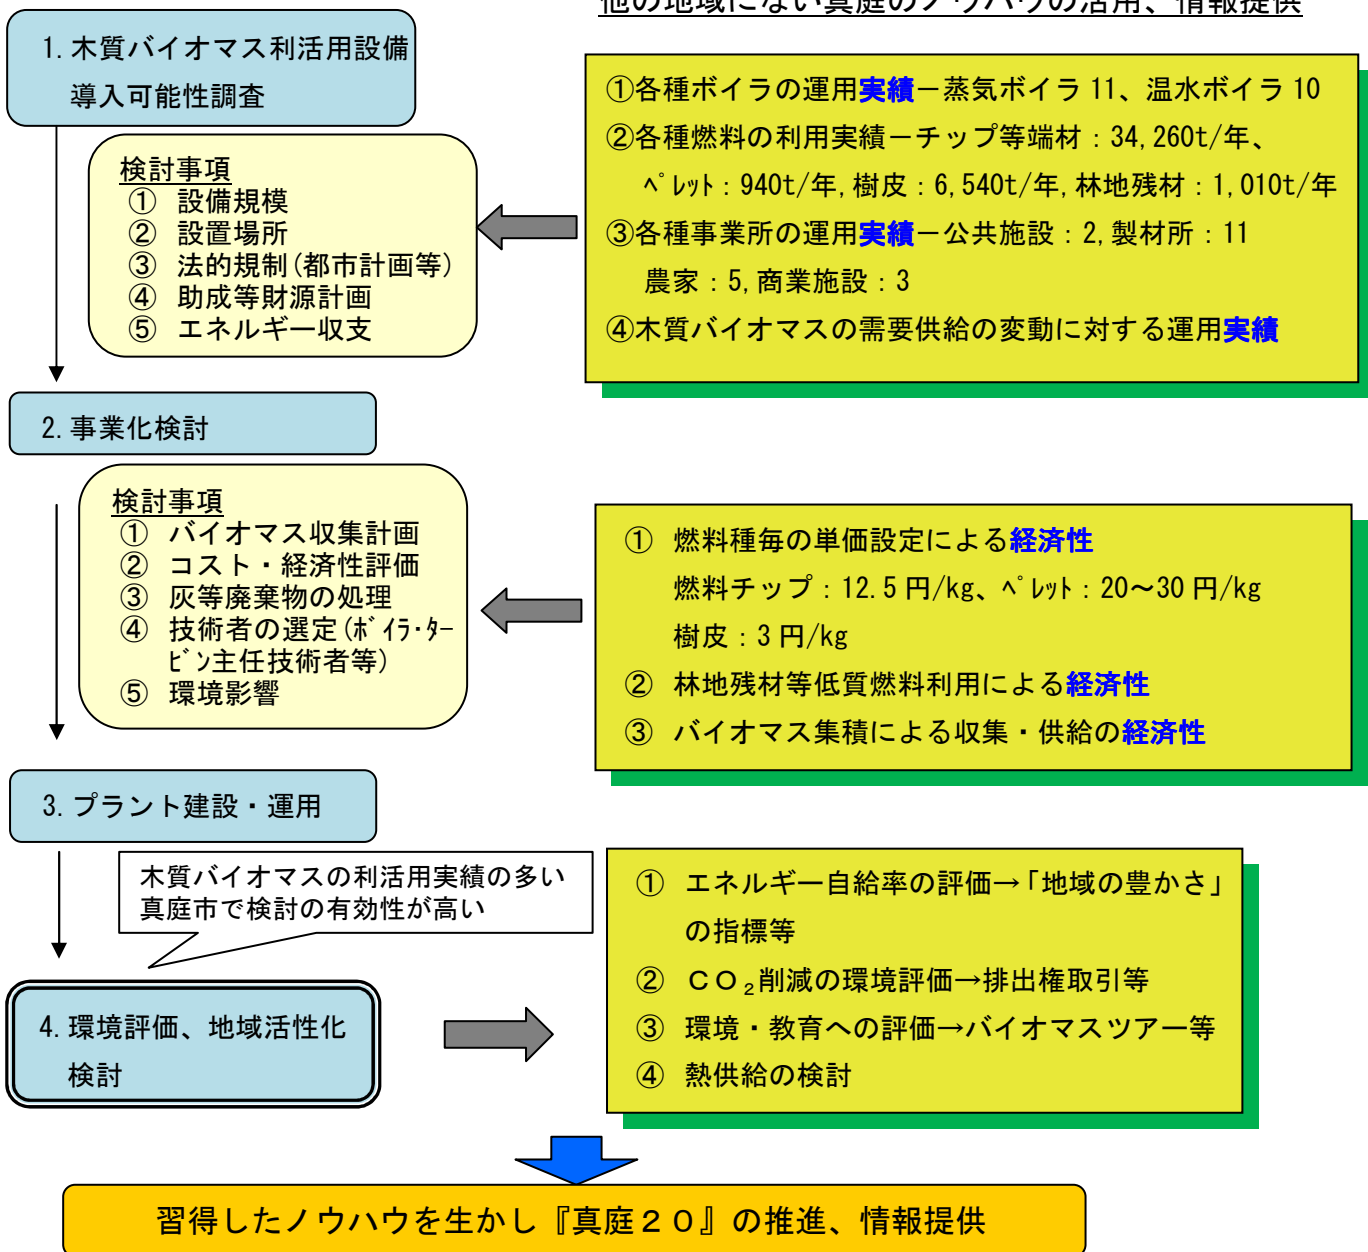 他の地域にない真庭のノウハウの活用、情報提供
1.木質バイオマス利活用設備
導入可能性調査
検討事項
① 設備規模
② 設置場所
③ 法的規制(都市計画等)
④ 助成等財源計画
⑤ エネルギー収支
①各種ボイラの運用実績－蒸気ボイラ 11、温水ボイラ 10
②各種燃料の利用実績－チップ等端材：34,260t/年、
ﾍﾟﾚｯﾄ：940t/年,樹皮：6,540t/年,林地残材：1,010t/年
③各種事業所の運用実績－公共施設：2,製材所：11
農家：5,商業施設：3
④木質バイオマスの需要供給の変動に対する運用実績
2.事業化検討
検討事項
① バイオマス収集計画
② コスト・経済性評価
③ 灰等廃棄物の処理
④ 技術者の選定(ﾎﾞｲﾗ･ﾀｰ
ﾋﾞﾝ主任技術者等)
⑤ 環境影響
① 燃料種毎の単価設定による経済性
燃料チップ：12.5 円/kg、ﾍﾟﾚｯﾄ：20～30 円/kg
樹皮：3 円/kg
② 林地残材等低質燃料利用による経済性
③ バイオマス集積による収集・供給の経済性
3.プラント建設・運用
木質バイオマスの利活用実績の多い
真庭市で検討の有効性が高い
4.環境評価、地域活性化
検討
① エネルギー自給率の評価→「地域の豊かさ」
の指標等
② ＣＯ₂削減の環境評価→排出権取引等
③ 環境・教育への評価→バイオマスツアー等
④ 熱供給の検討
習得したノウハウを生かし『真庭２０』の推進、情報提供